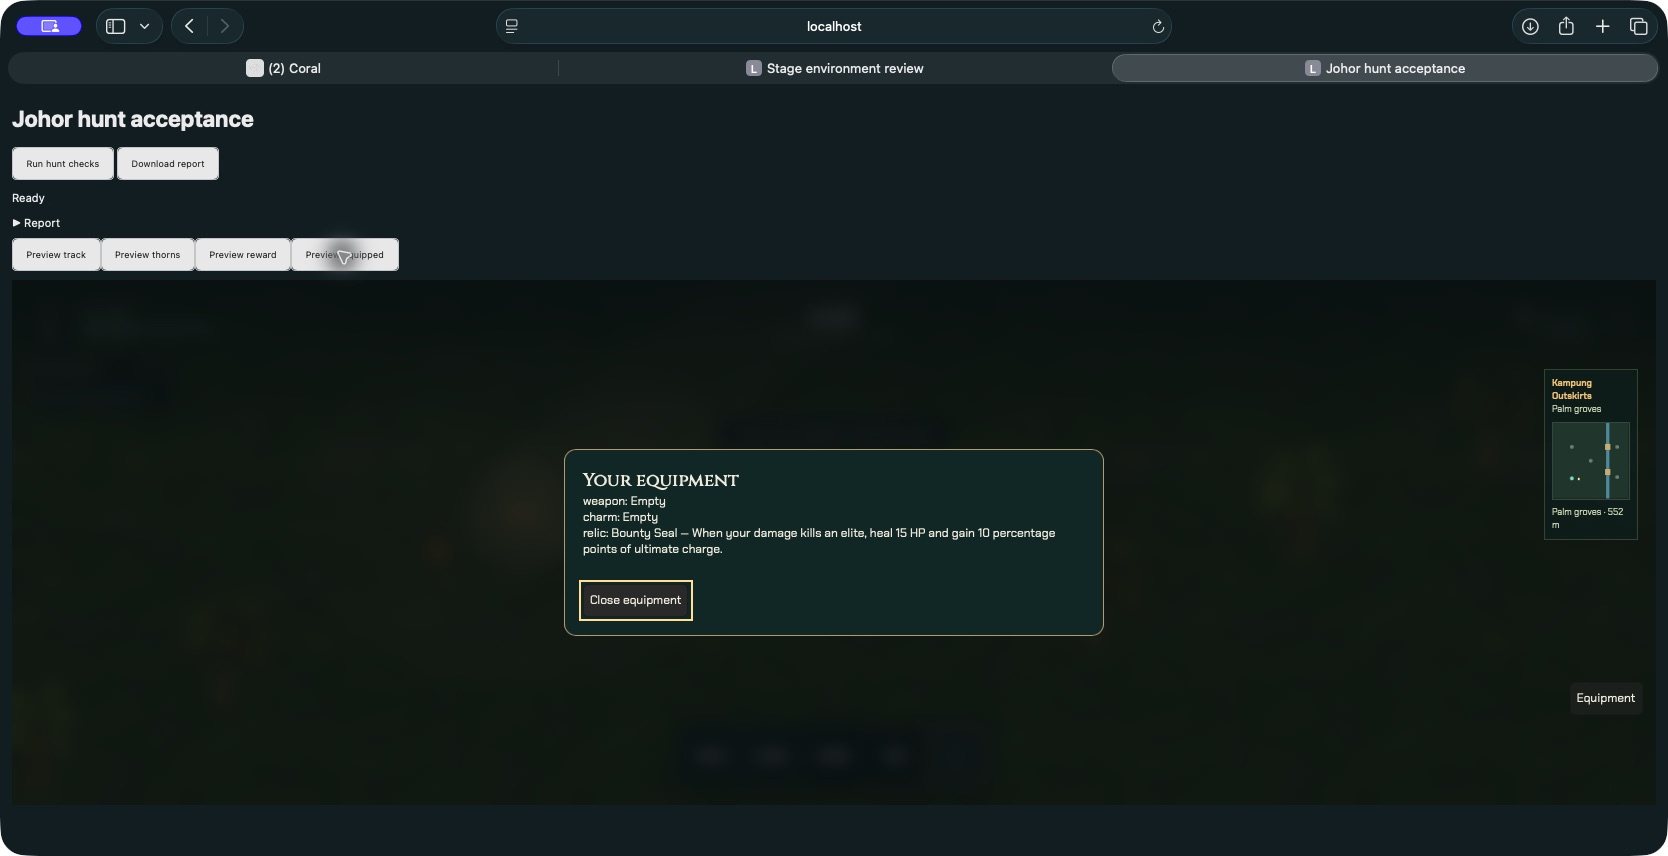 localhost
(2) Coral
L Stage environment review
L Johor hunt acceptance
Johor hunt acceptance
Run hunt checks
Download report
Ready
Report
Preview track
Preview thorns
Preview reward
Preview equipped
Kampung
Outskirts
Palm groves
Your equipment
weapon: Empty
charm: Empty
relic: Bounty Seal — When your damage kills an elite, heal 15 HP and gain 10 percentage
points of ultimate charge.
Palm groves · 552
m
Close equipment
Equipment